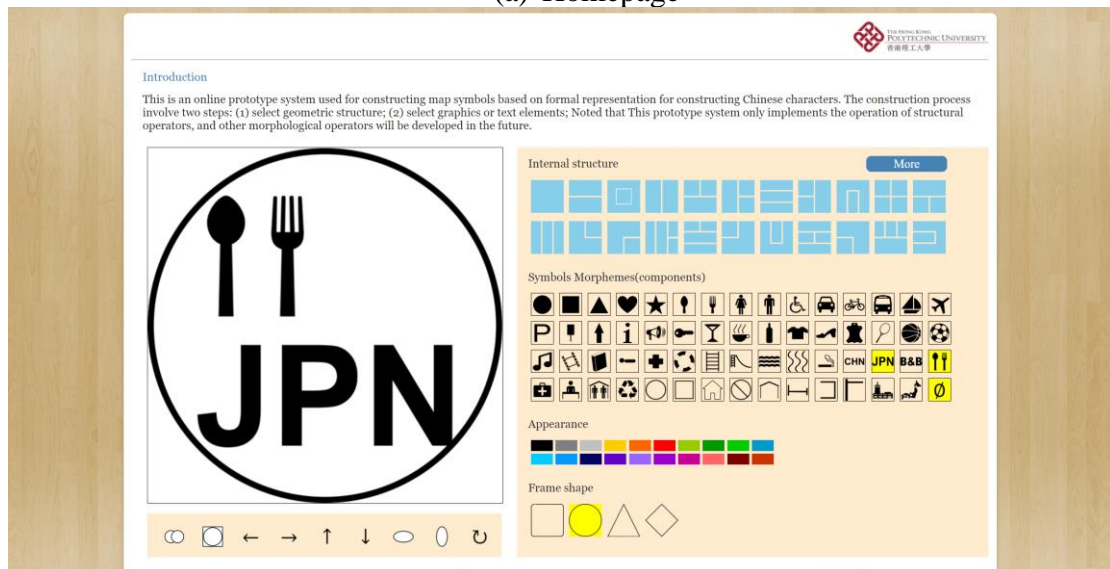 (a) Homepage
THE HONG KONG
POLYTECHNIC UNIVERSITY
香港理工大學
Introduction
This is an online prototype system used for constructing map symbols based on formal representation for constructing Chinese characters. The construction process
involve two steps: (1) select geometric structure; (2) select graphics or text elements; Noted that This prototype system only implements the operation of structural
operators, and other morphological operators will be developed in the future.
JPN
Internal structure
More
Symbols Morphemes(components)
P
i
CHN JPN B&B
Ø
Appearance
Frame shape